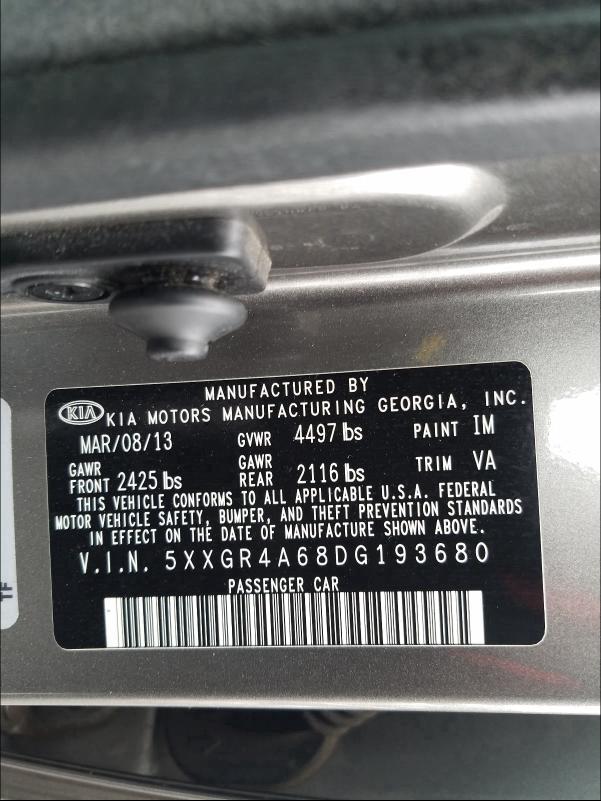 MANUFACTURED BY
KIA KIA MOTORS MANUFACTURING GEORGIA, INC.
MAR/08/13 GVWR 4497 lbs PAINT IM
GAWR FRONT 2425 lbs GAWR REAR 2116 lbs TRIM VA
THIS VEHICLE CONFORMS TO ALL APPLICABLE U.S.A. FEDERAL
MOTOR VEHICLE SAFETY, BUMPER, AND THEFT PREVENTION STANDARDS
IN EFFECT ON THE DATE OF MANUFACTURE SHOWN ABOVE.
V.I.N. 5XXGR4A68DG193680
PASSENGER CAR